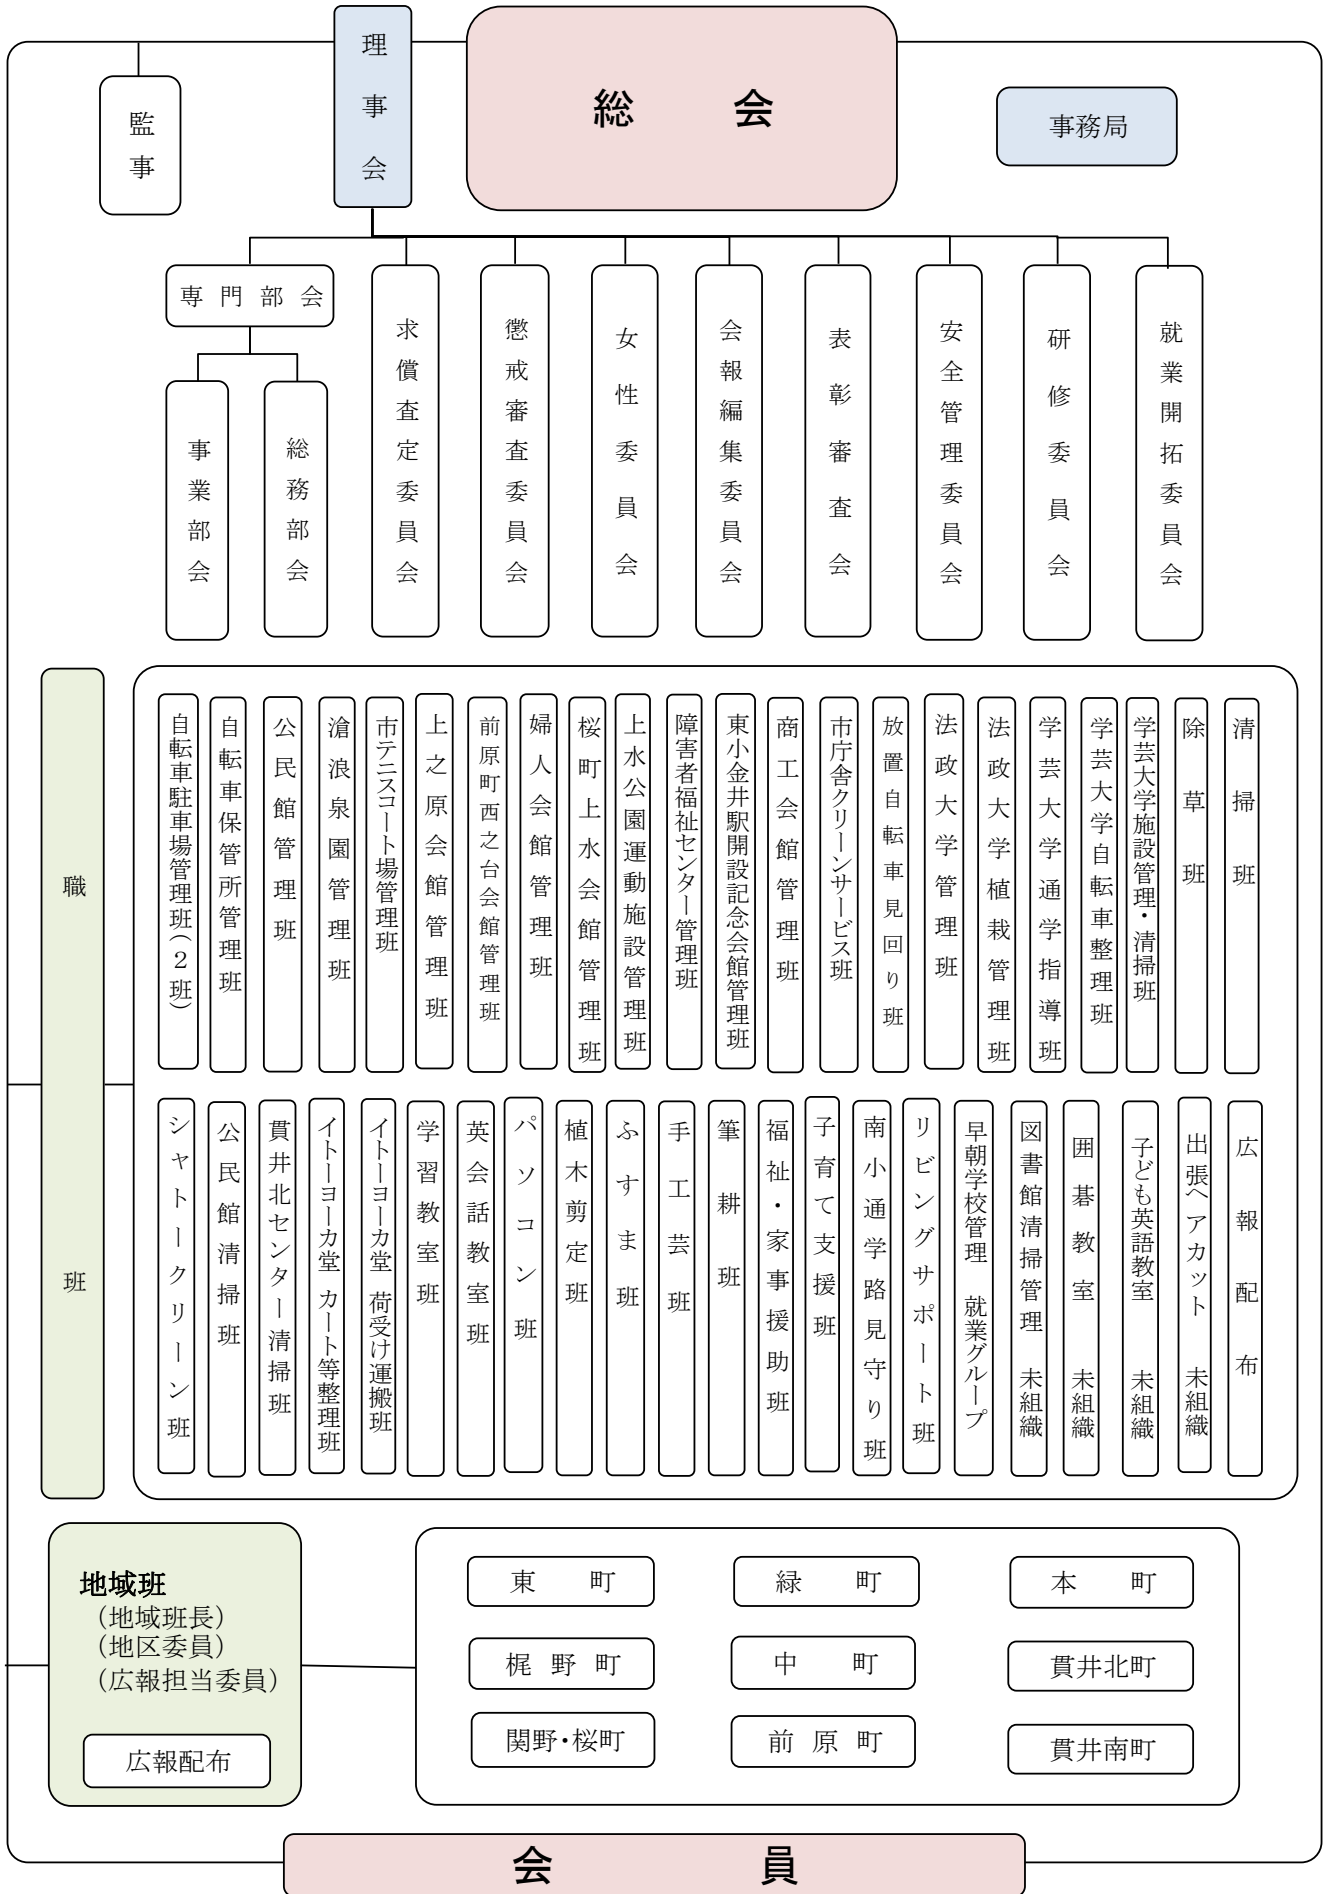 総 会
理事会
監事
事務局
専門部会
事業部会
総務部会
求償査定委員会
懲戒審査委員会
女性委員会
会報編集委員会
表彰審査会
安全管理委員会
研修委員会
就業開拓委員会
職 班
自転車駐車場管理班(2班)
自転車保管所管理班
公民館管理班
滄浪泉園管理班
市テニスコート場管理班
上之原会館管理班
前原町西之台会館管理班
婦人会館管理班
桜町上水会館管理班
上水公園運動施設管理班
障害者福祉センター管理班
東小金井駅開設記念会館管理班
商工会館管理班
市庁舎クリーンサービス班
放置自転車見回り班
法政大学管理班
法政大学植栽管理班
学芸大学通学指導班
学芸大学自転車整理班
学芸大学施設管理・清掃班
除草班
清掃班
シャトークリーン班
公民館清掃班
貫井北センター清掃班
イトーヨーカ堂 カート等整理班
イトーヨーカ堂 荷受け運搬班
学習教室班
英会話教室班
パソコン班
植木剪定班
ふすま班
手工芸班
筆耕班
福祉・家事援助班
子育て支援班
南小通学路見守り班
リビングサポート班
早朝学校管理 就業グループ
図書館清掃管理 未組織
囲碁教室 未組織
子ども英語教室 未組織
出張ヘアカット 未組織
広報配布
地域班
(地域班長)
(地区委員)
(広報担当委員)
広報配布
東 町
緑 町
本 町
梶野町
中 町
貫井北町
関野・桜町
前原町
貫井南町
会 員